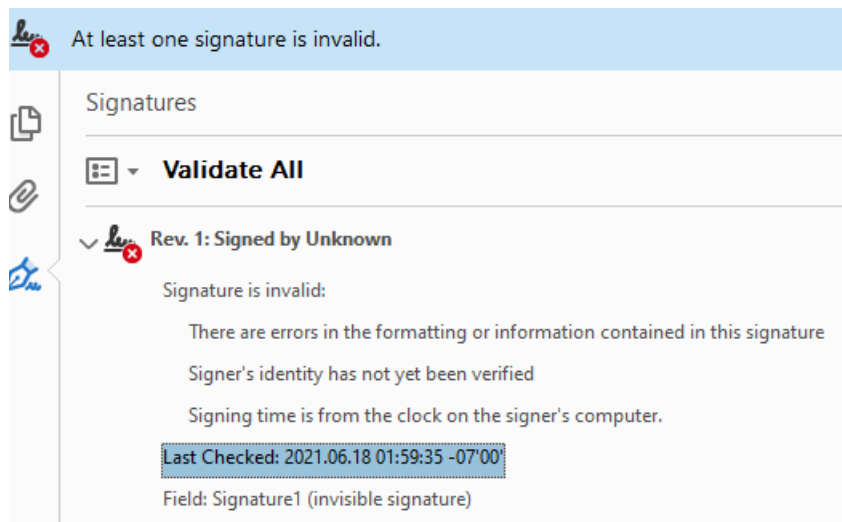 At least one signature is invalid.
Signatures
Validate All
Rev. 1: Signed by Unknown
Signature is invalid:
There are errors in the formatting or information contained in this signature
Signer's identity has not yet been verified
Signing time is from the clock on the signer's computer.
Last Checked: 2021.06.18 01:59:35 -07'00'
Field: Signature1 (invisible signature)